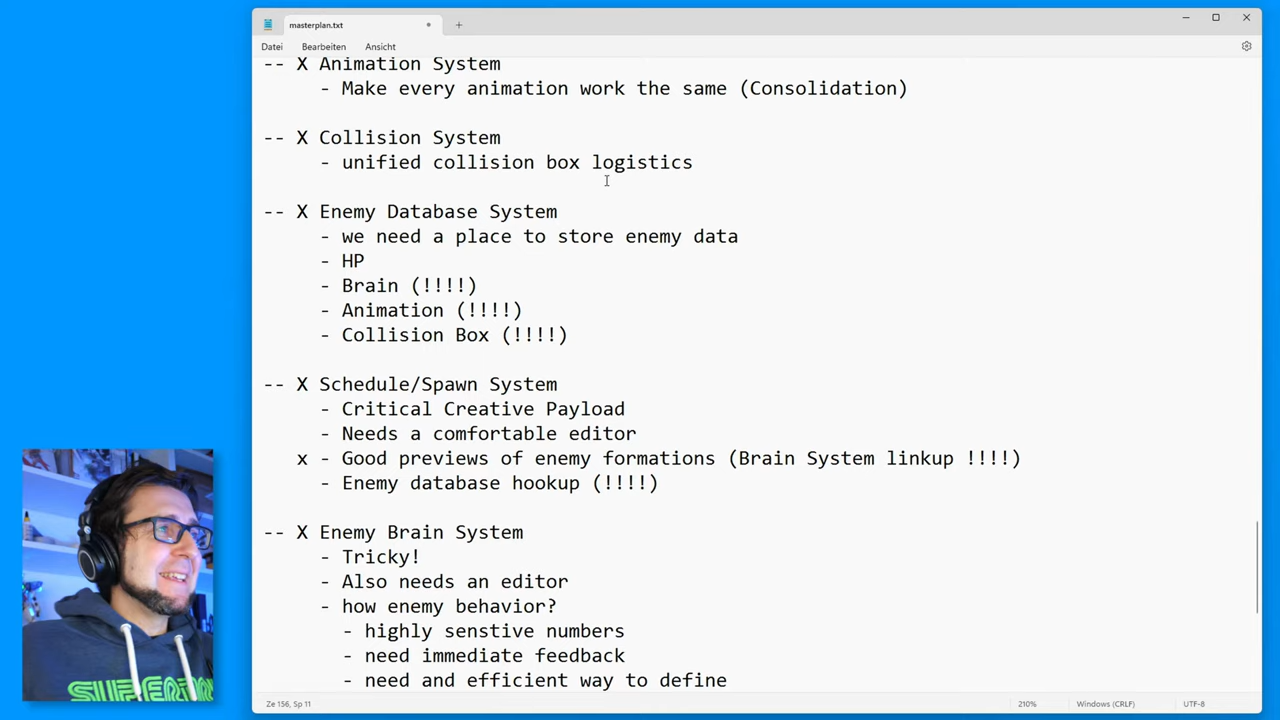 masterplan.txt
Datei Bearbeiten Ansicht
-- X Animation System
- Make every animation work the same (Consolidation)
-- X Collision System
- unified collision box logistics
-- X Enemy Database System
- we need a place to store enemy data
- HP
- Brain (!!!!)
- Animation (!!!!)
- Collision Box (!!!!)
-- X Schedule/Spawn System
- Critical Creative Payload
- Needs a comfortable editor
x - Good previews of enemy formations (Brain System linkup !!!!)
- Enemy database hookup (!!!!)
-- X Enemy Brain System
- Tricky!
- Also needs an editor
- how enemy behavior?
- highly senstive numbers
- need immediate feedback
- need and efficient way to define
Ze 156, Sp 11 210% Windows (CRLF) UTF-8